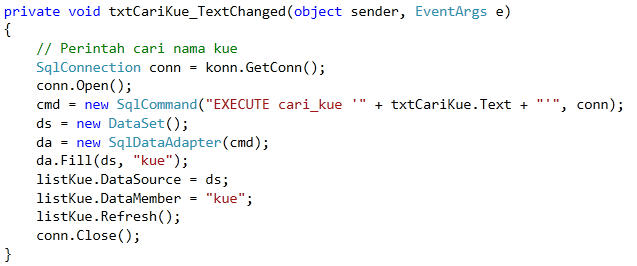 private void txtCariKue_TextChanged(object sender, EventArgs e)
{
    // Perintah cari nama kue
    SqlConnection conn = konn.GetConn();
    conn.Open();
    cmd = new SqlCommand("EXECUTE cari_kue '" + txtCariKue.Text + "'", conn);
    ds = new DataSet();
    da = new SqlDataAdapter(cmd);
    da.Fill(ds, "kue");
    listKue.DataSource = ds;
    listKue.DataMember = "kue";
    listKue.Refresh();
    conn.Close();
}